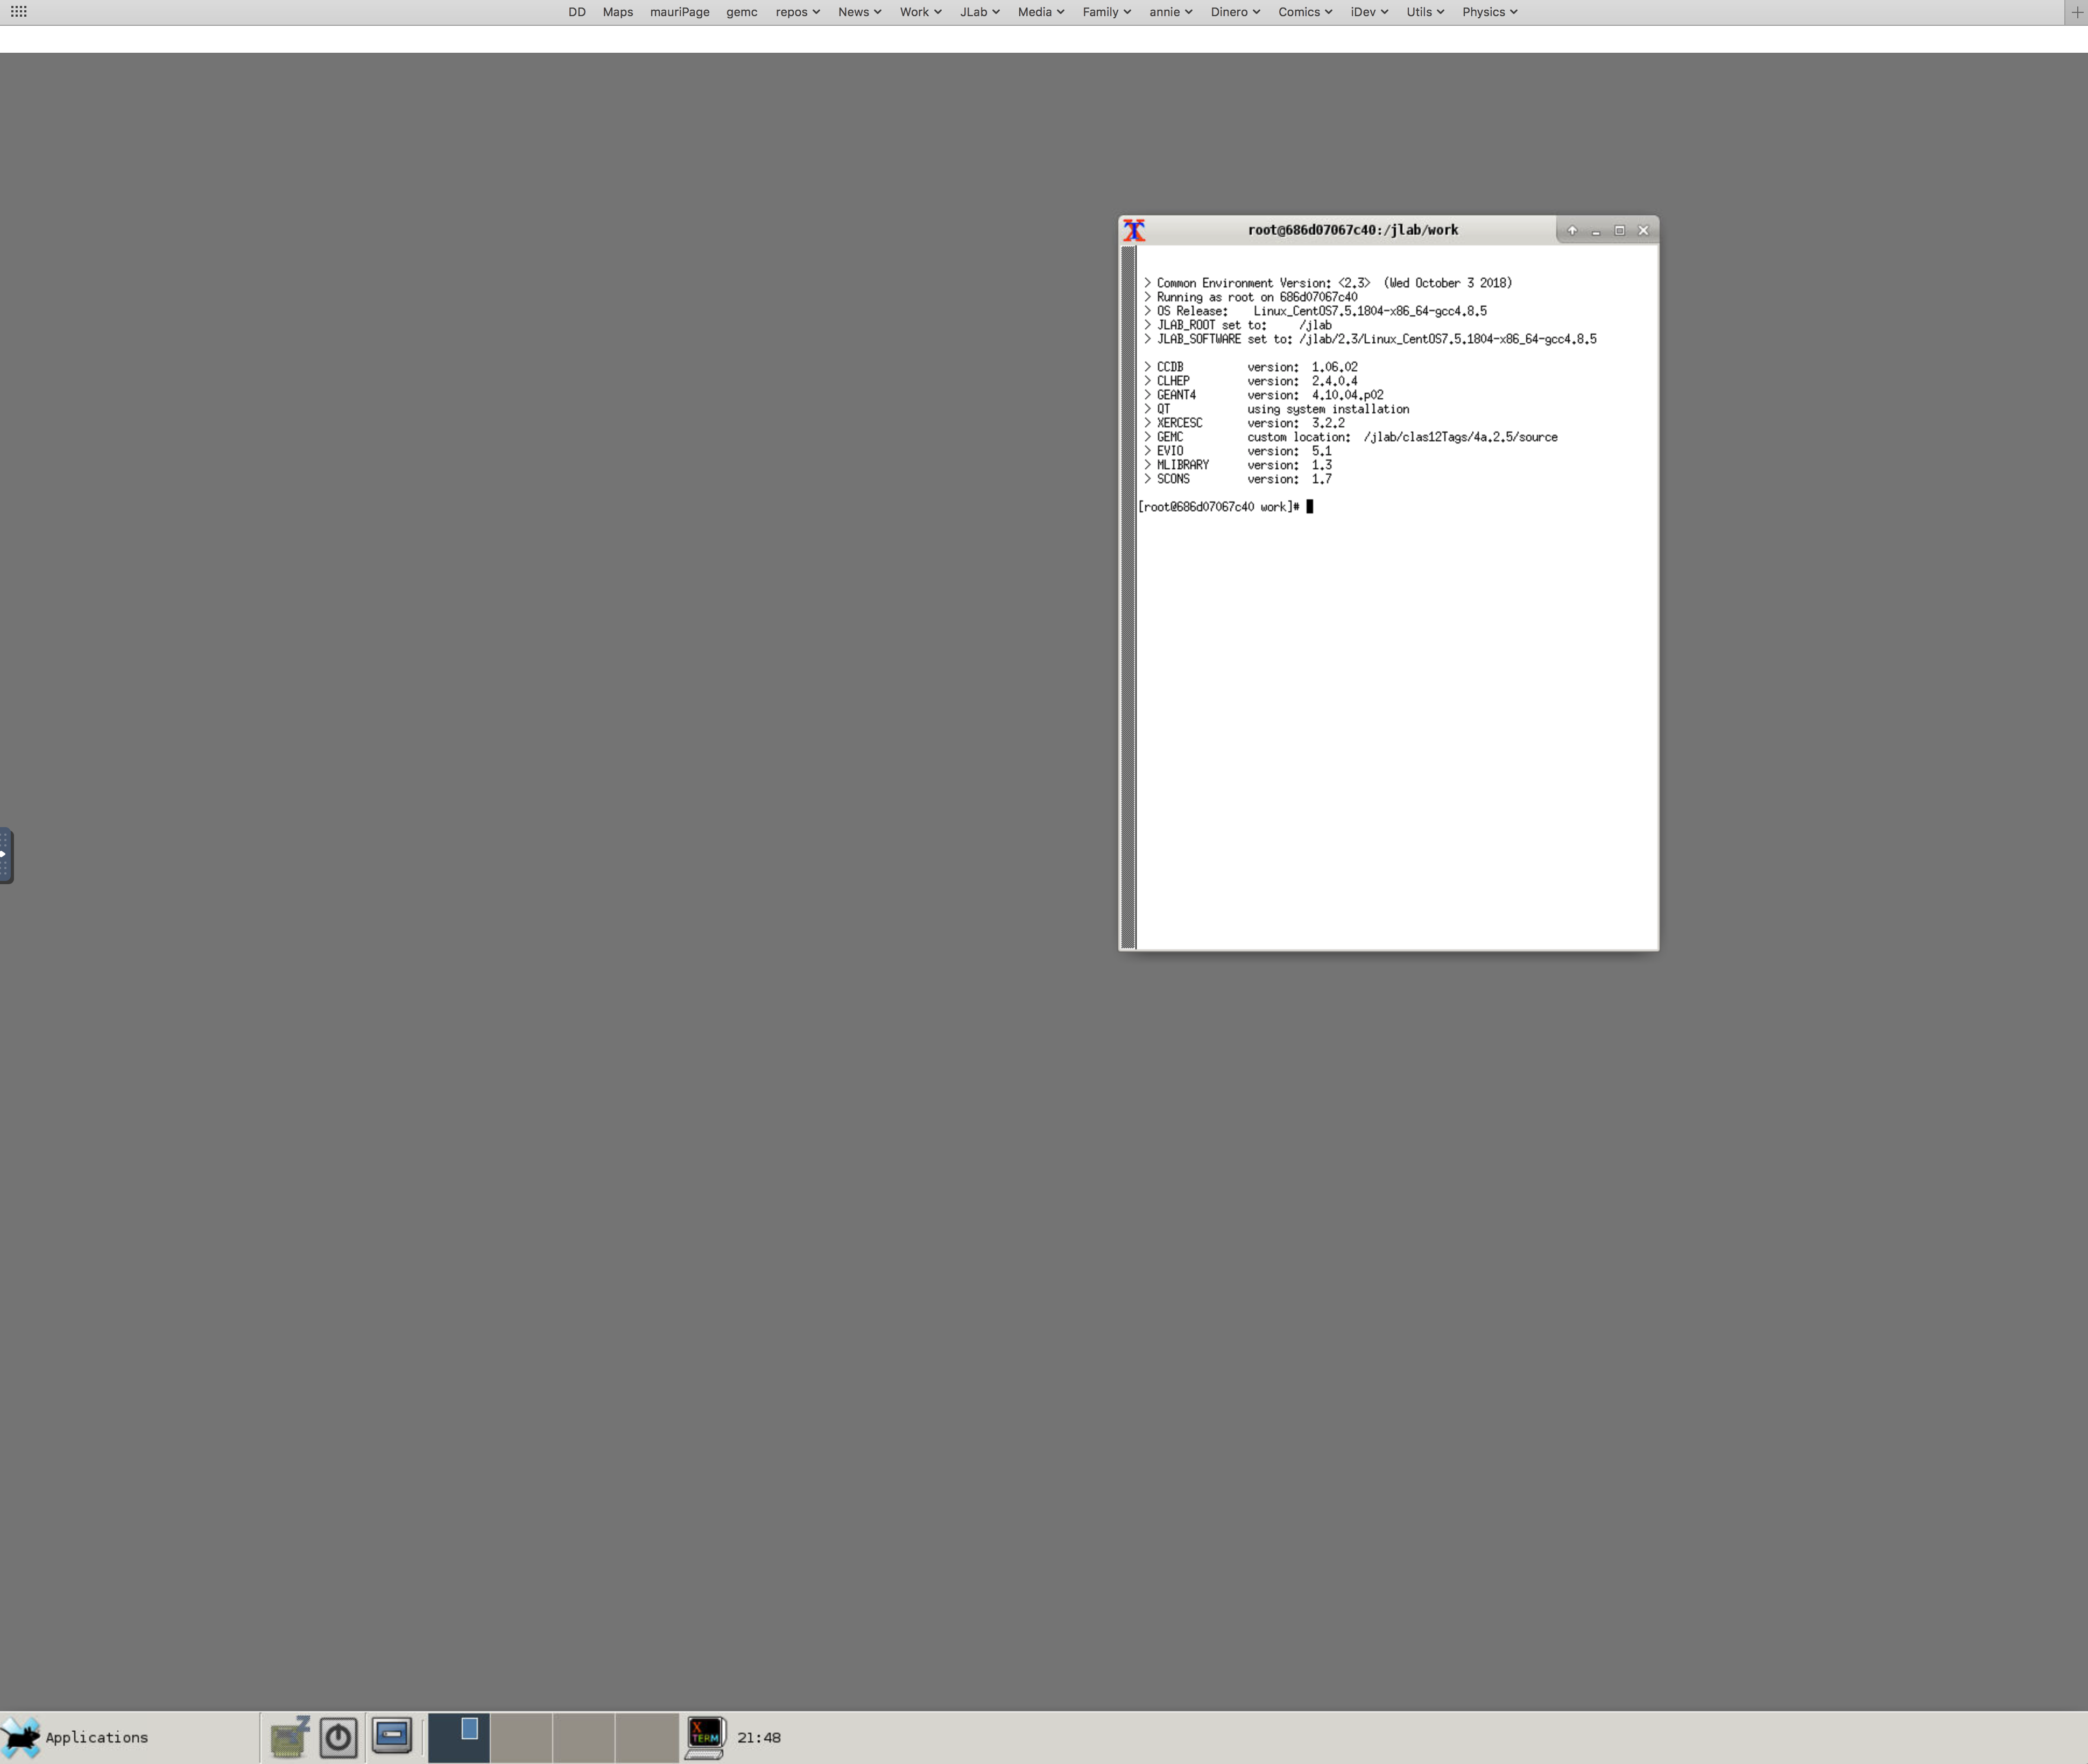 DD Maps mauriPage gemc repos News Work JLab Media Family annie Dinero Comics iDev Utils Physics
root@686d07067c40:/jlab/work
> Common Environment Version: <2.3>  (Wed October 3 2018)
> Running as root on 686d07067c40
> OS Release:    Linux_CentOS7.5.1804-x86_64-gcc4.8.5
> JLAB_ROOT set to:     /jlab
> JLAB_SOFTWARE set to: /jlab/2.3/Linux_CentOS7.5.1804-x86_64-gcc4.8.5
> CCDB          version:  1.06.02
> CLHEP         version:  2.4.0.4
> GEANT4        version:  4.10.04.p02
> QT            using system installation
> XERCESC       version:  3.2.2
> GEMC          custom location:  /jlab/clas12Tags/4a.2.5/source
> EVIO          version:  5.1
> MLIBRARY      version:  1.3
> SCONS         version:  1.7
[root@686d07067c40 work]#
Applications Z X TERM 21:48